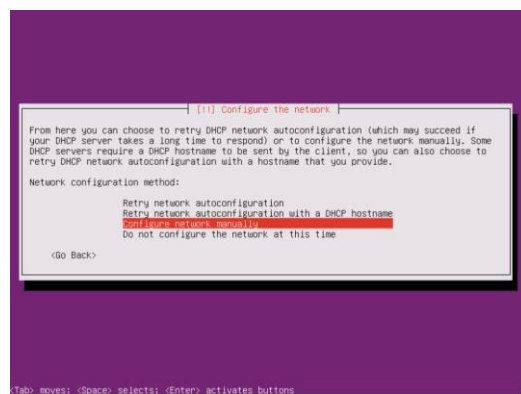 [!!] Configure the network
From here you can choose to retry DHCP network autoconfiguration (which may succeed if
your DHCP server takes a long time to respond) or to configure the network manually. Some
DHCP servers require a DHCP hostname to be sent by the client, so you can also choose to
retry DHCP network autoconfiguration with a hostname that you provide.
Network configuration method:
Retry network autoconfiguration
Retry network autoconfiguration with a DHCP hostname
Configure network manually
Do not configure the network at this time
<Go Back>
<Tab> moves; <Space> selects; <Enter> activates buttons